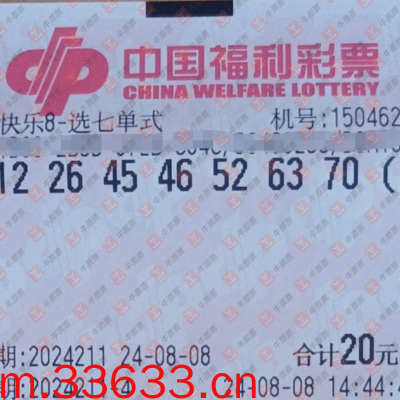 中国福利彩票
CHINA WELFARE LOTTERY
快乐8-选七单式 机号:150462
12 26 45 46 52 63 70 (
期:2024211 24-08-08 合计20元
m.33633.cn
24-08-08 14:44:4